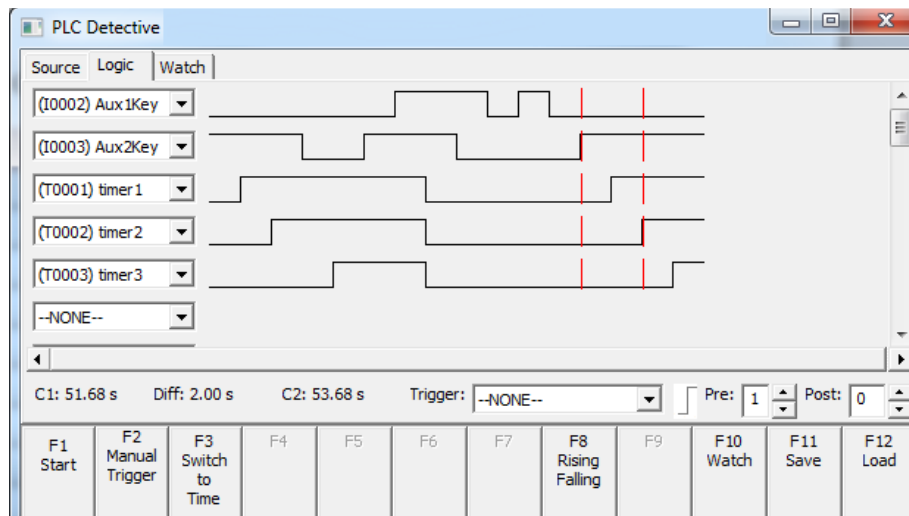 PLC Detective
Source Logic Watch
(I0002) Aux1Key
(I0003) Aux2Key
(T0001) timer1
(T0002) timer2
(T0003) timer3
--NONE--
C1: 51.68 s Diff: 2.00 s C2: 53.68 s Trigger: --NONE-- Pre: 1 Post: 0
F1
Start
F2
Manual
Trigger
F3
Switch
to
Time
F4
F5
F6
F7
F8
Rising
Falling
F9
F10
Watch
F11
Save
F12
Load